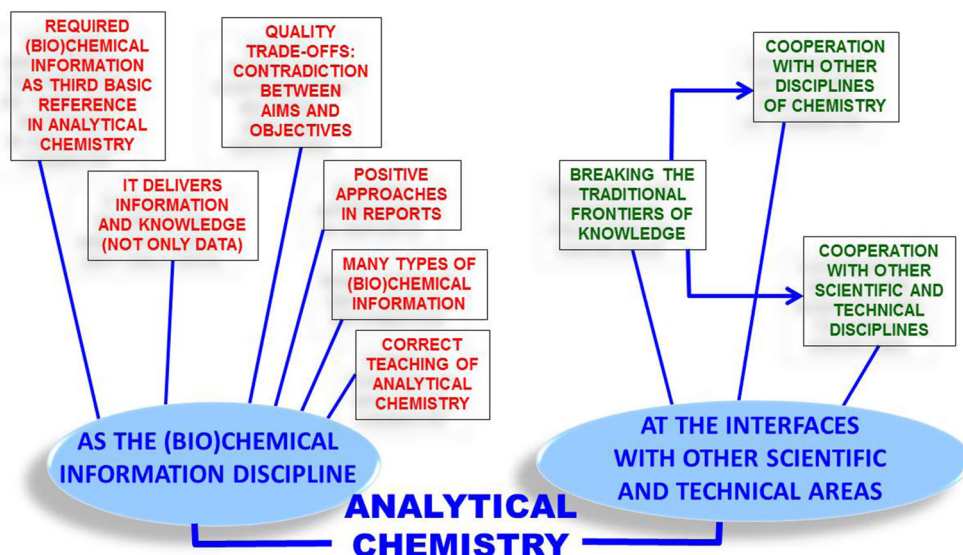 REQUIRED
(BIO)CHEMICAL
INFORMATION
AS THIRD BASIC
REFERENCE
IN ANALYTICAL
CHEMISTRY
QUALITY
TRADE-OFFS:
CONTRADICTION
BETWEEN
AIMS AND
OBJECTIVES
IT DELIVERS
INFORMATION
AND KNOWLEDGE
(NOT ONLY DATA)
POSITIVE
APPROACHES
IN REPORTS
MANY TYPES OF
(BIO)CHEMICAL
INFORMATION
CORRECT
TEACHING OF
ANALYTICAL
CHEMISTRY
AS THE (BIO)CHEMICAL
INFORMATION DISCIPLINE
COOPERATION
WITH OTHER
DISCIPLINES
OF CHEMISTRY
BREAKING THE
TRADITIONAL
FRONTIERS OF
KNOWLEDGE
COOPERATION
WITH OTHER
SCIENTIFIC AND
TECHNICAL
DISCIPLINES
AT THE INTERFACES
WITH OTHER SCIENTIFIC
AND TECHNICAL AREAS
ANALYTICAL
CHEMISTRY